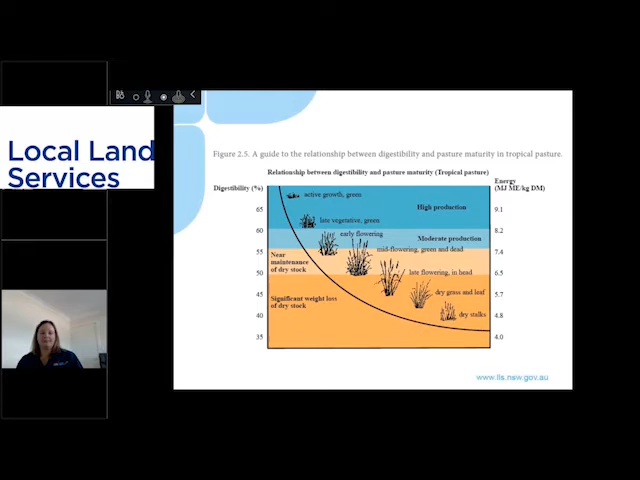 Local Land
Services
Figure 2.5. A guide to the relationship between digestibility and pasture maturity in tropical pasture.
Relationship between digestibility and pasture maturity (Tropical pasture)
Digestibility (%)
Energy
(MJ ME/kg DM)
active growth, green
65
High production
9.1
late vegetative, green
60
8.2
early flowering
Moderate production
mid-flowering, green and dead
55
7.4
Near
maintenance
of dry stock
late flowering, in head
50
6.5
dry grass and leaf
45
5.7
Significant weight loss
of dry stock
40
dry stalks
4.8
35
4.0
www.lls.nsw.gov.au